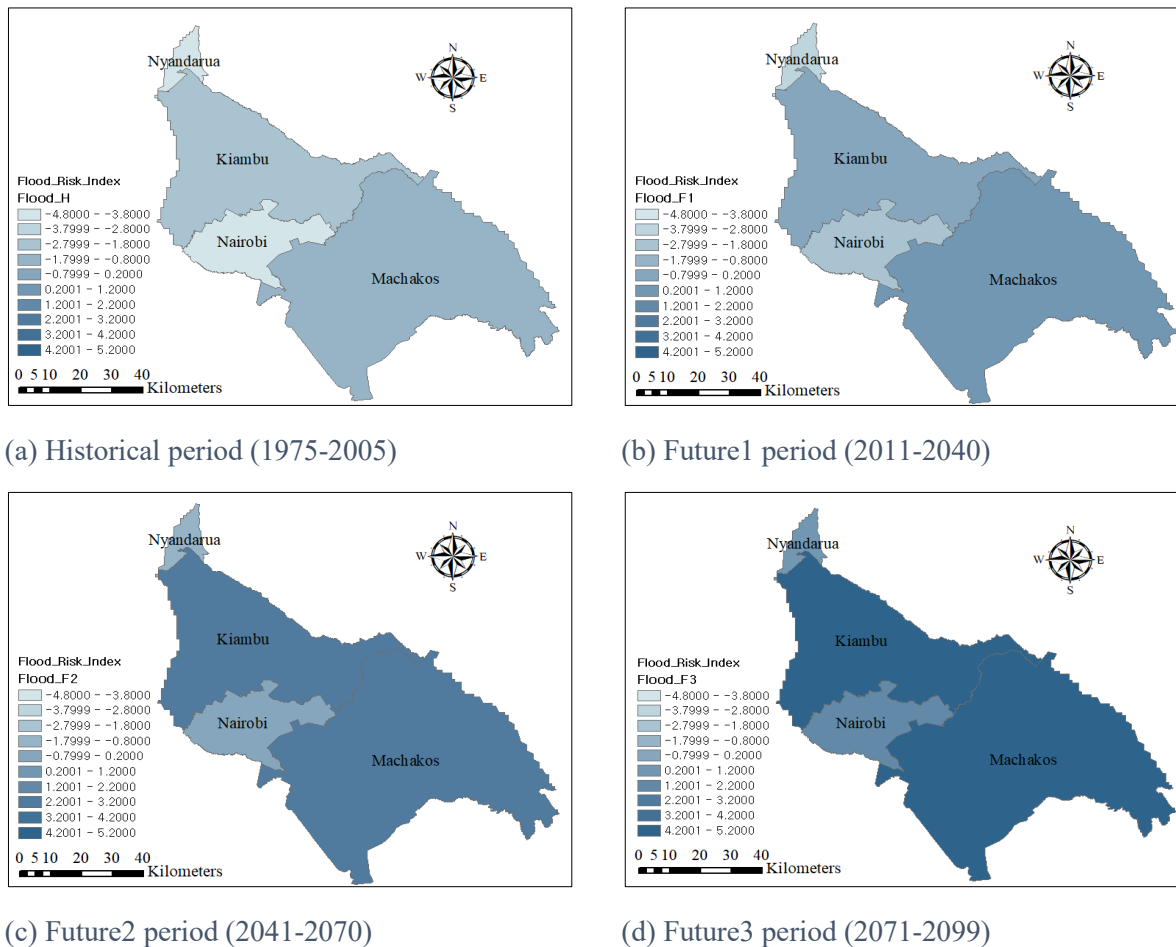 N
W E
S
Nyandarua
Kiambu
Nairobi
Machakos
Flood_Risk_Index
Flood_H
-4.8000 - -3.8000
-3.7999 - -2.8000
-2.7999 - -1.8000
-1.7999 - -0.8000
-0.7999 - 0.2000
0.2001 - 1.2000
1.2001 - 2.2000
2.2001 - 3.2000
3.2001 - 4.2000
4.2001 - 5.2000
0 5 10 20 30 40
Kilometers
(a) Historical period (1975-2005)
N
W E
S
Nyandarua
Kiambu
Nairobi
Machakos
Flood_Risk_Index
Flood_F1
-4.8000 - -3.8000
-3.7999 - -2.8000
-2.7999 - -1.8000
-1.7999 - -0.8000
-0.7999 - 0.2000
0.2001 - 1.2000
1.2001 - 2.2000
2.2001 - 3.2000
3.2001 - 4.2000
4.2001 - 5.2000
0 5 10 20 30 40
Kilometers
(b) Future1 period (2011-2040)
N
W E
S
Nyandarua
Kiambu
Nairobi
Machakos
Flood_Risk_Index
Flood_F2
-4.8000 - -3.8000
-3.7999 - -2.8000
-2.7999 - -1.8000
-1.7999 - -0.8000
-0.7999 - 0.2000
0.2001 - 1.2000
1.2001 - 2.2000
2.2001 - 3.2000
3.2001 - 4.2000
4.2001 - 5.2000
0 5 10 20 30 40
Kilometers
(c) Future2 period (2041-2070)
N
W E
S
Nyandarua
Kiambu
Nairobi
Machakos
Flood_Risk_Index
Flood_F3
-4.8000 - -3.8000
-3.7999 - -2.8000
-2.7999 - -1.8000
-1.7999 - -0.8000
-0.7999 - 0.2000
0.2001 - 1.2000
1.2001 - 2.2000
2.2001 - 3.2000
3.2001 - 4.2000
4.2001 - 5.2000
0 5 10 20 30 40
Kilometers
(d) Future3 period (2071-2099)